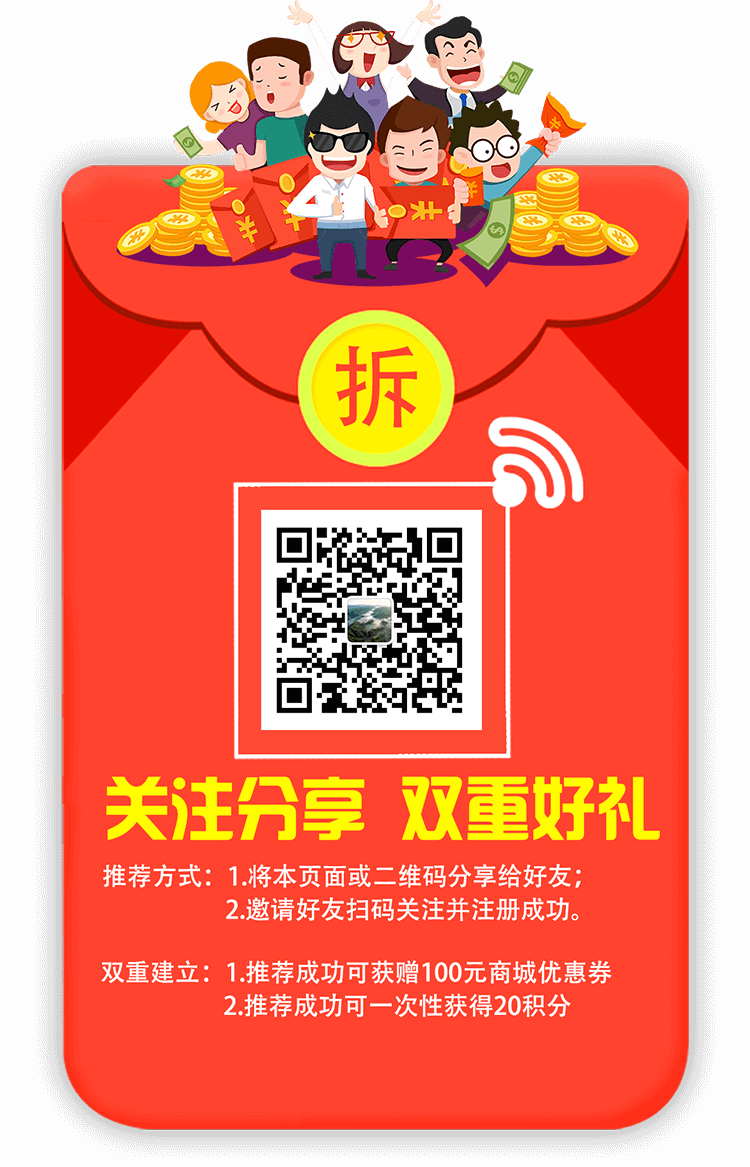 拆
关注分享 双重好礼
推荐方式：1.将本页面或二维码分享给好友；
2.邀请好友扫码关注并注册成功。
双重建立：1.推荐成功可获赠100元商城优惠券
2.推荐成功可一次性获得20积分